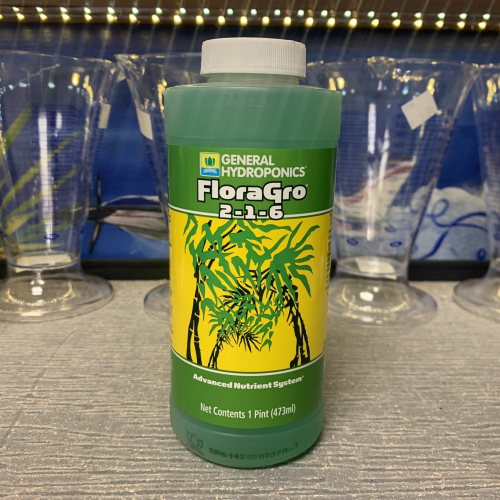 GENERAL
HYDROPONICS
FloraGro
2-1-6
Advanced Nutrient System
Net Contents 1 Pint (473ml)